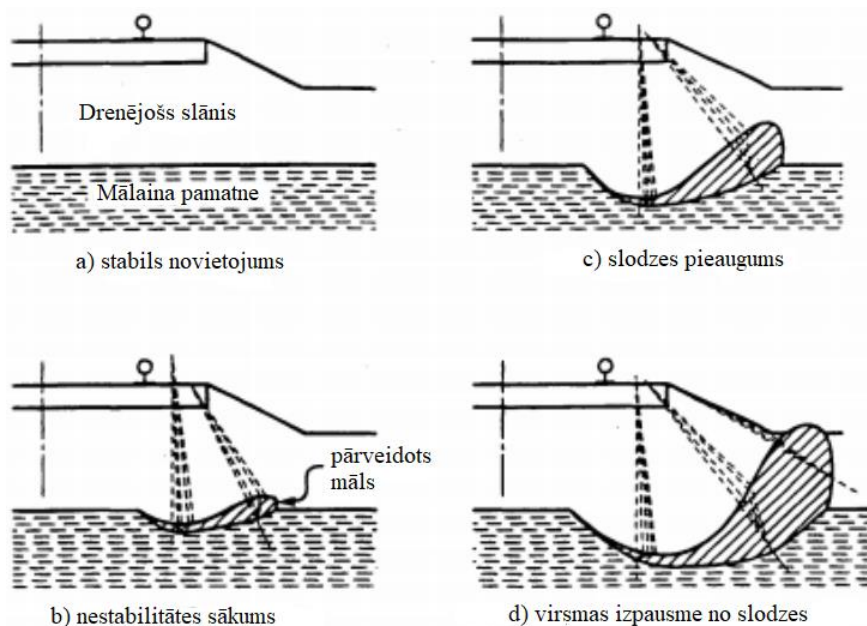 Drenējošs slānis
Mālaina pamatne
a) stabils novietojums
c) slodzes pieaugums
pārveidots
māls
b) nestabilitātes sākums
d) virsmas izpausme no slodzes